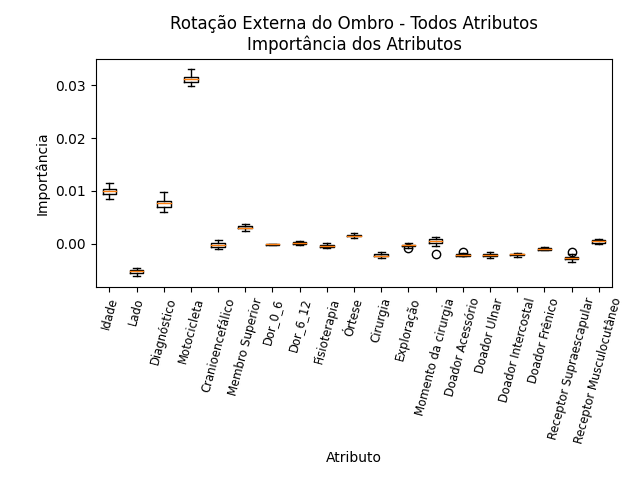 Rotação Externa do Ombro - Todos Atributos
Importância dos Atributos
0.03
0.02
0.01
0.00
Importância
Idade
Lado
Diagnóstico
Motocicleta
Cranioencefálico
Membro Superior
Dor_0_6
Dor_6_12
Fisioterapia
Órtese
Cirurgia
Exploração
Momento da cirurgia
Doador Acessório
Doador Ulnar
Doador Intercostal
Doador Frênico
Receptor Supraescapular
Receptor Musculocutâneo
Atributo